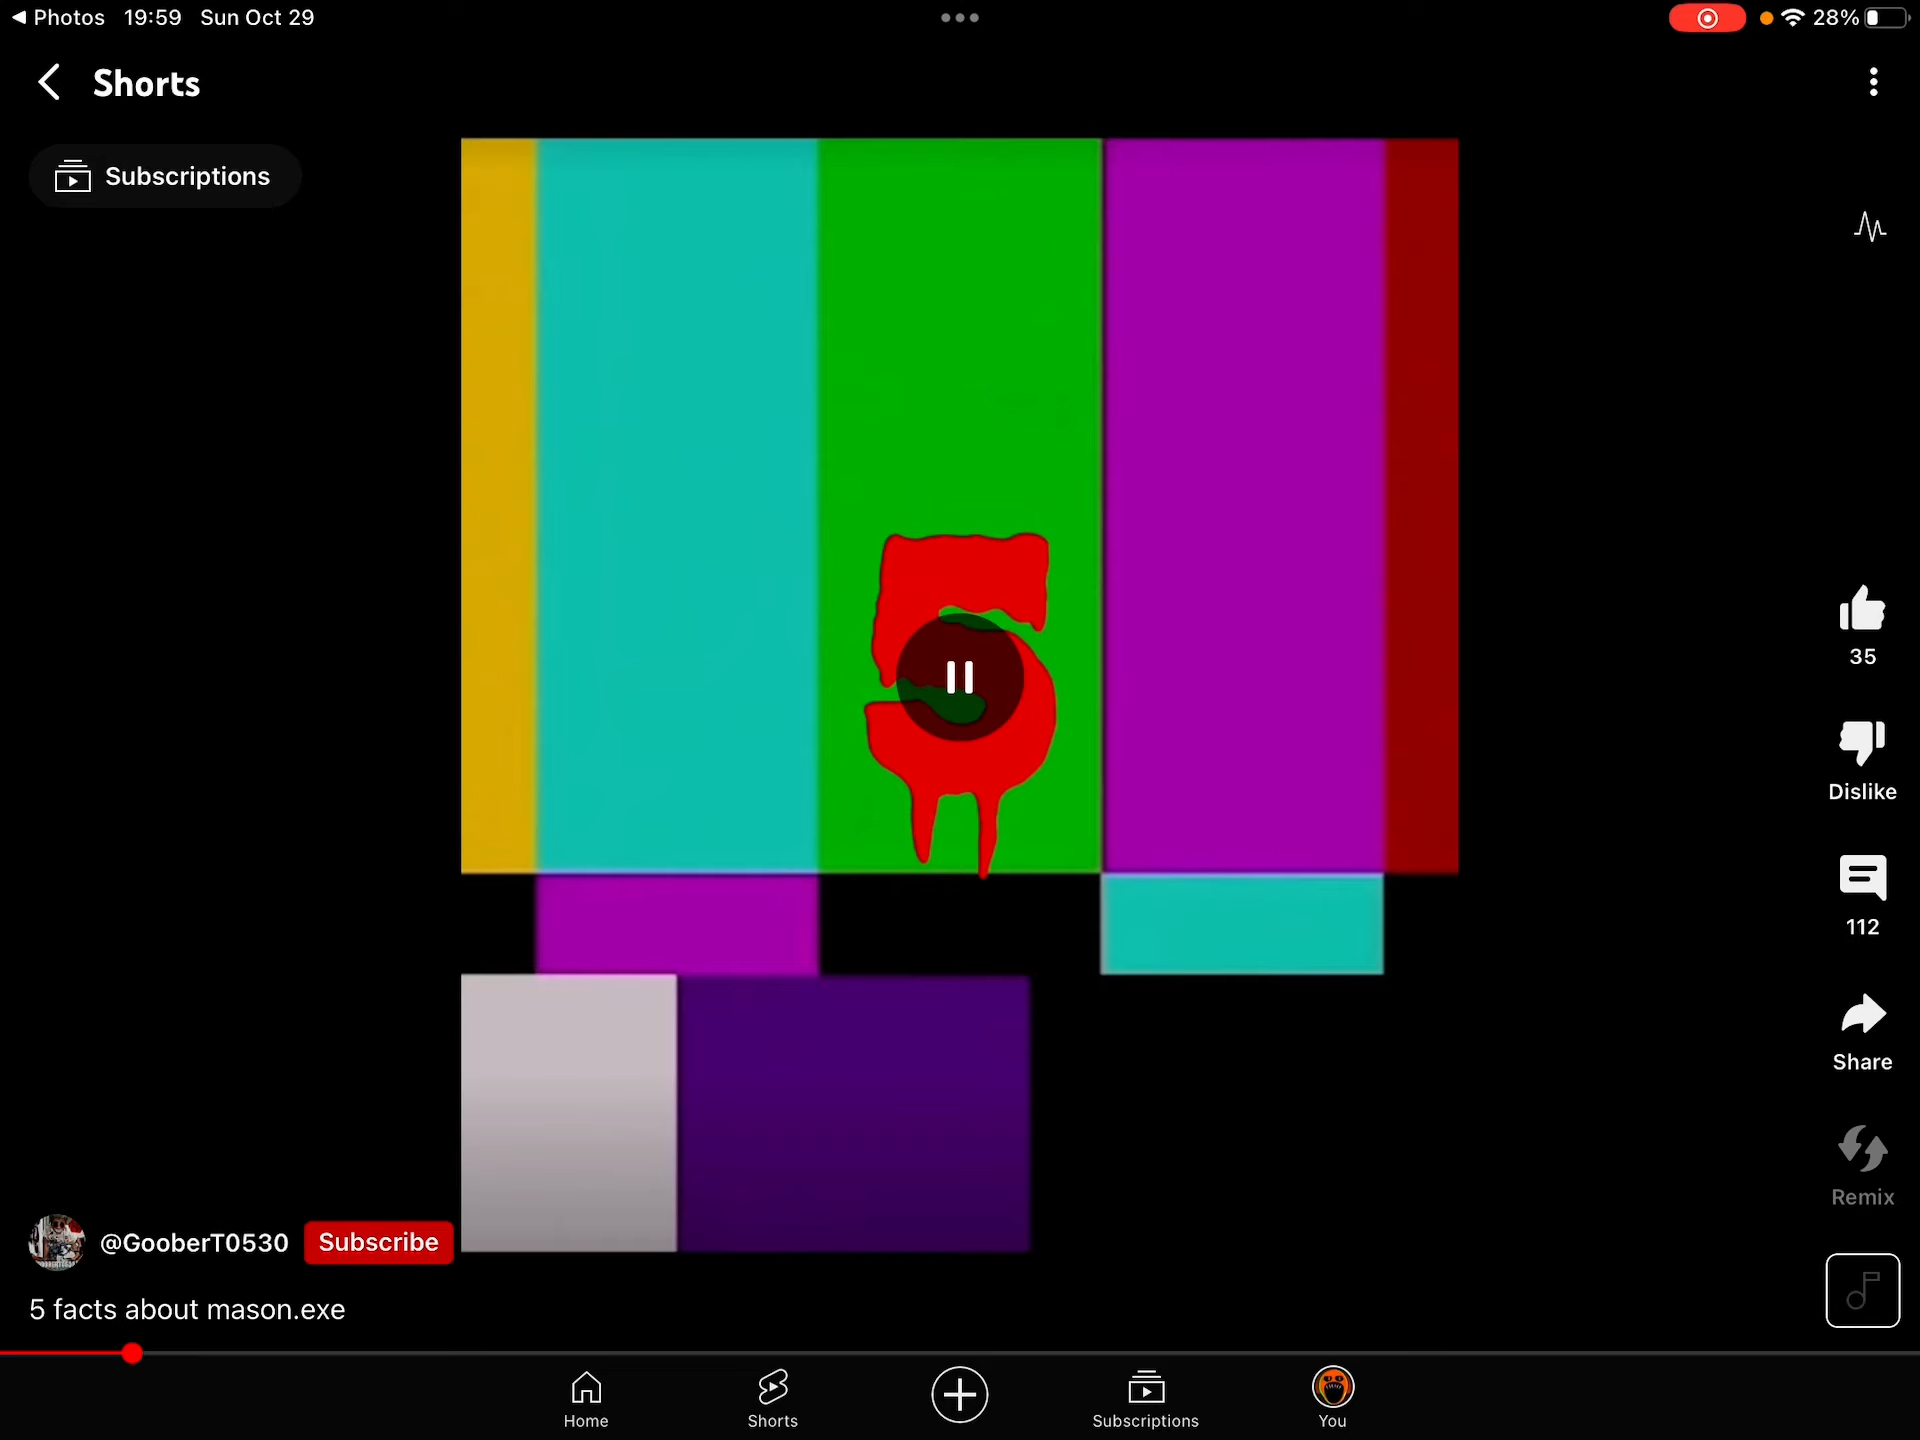 Photos 19:59 Sun Oct 29
28%
Shorts
Subscriptions
5
35
Dislike
112
Share
Remix
@GooberT0530 Subscribe
5 facts about mason.exe
Home
Shorts
Subscriptions
You